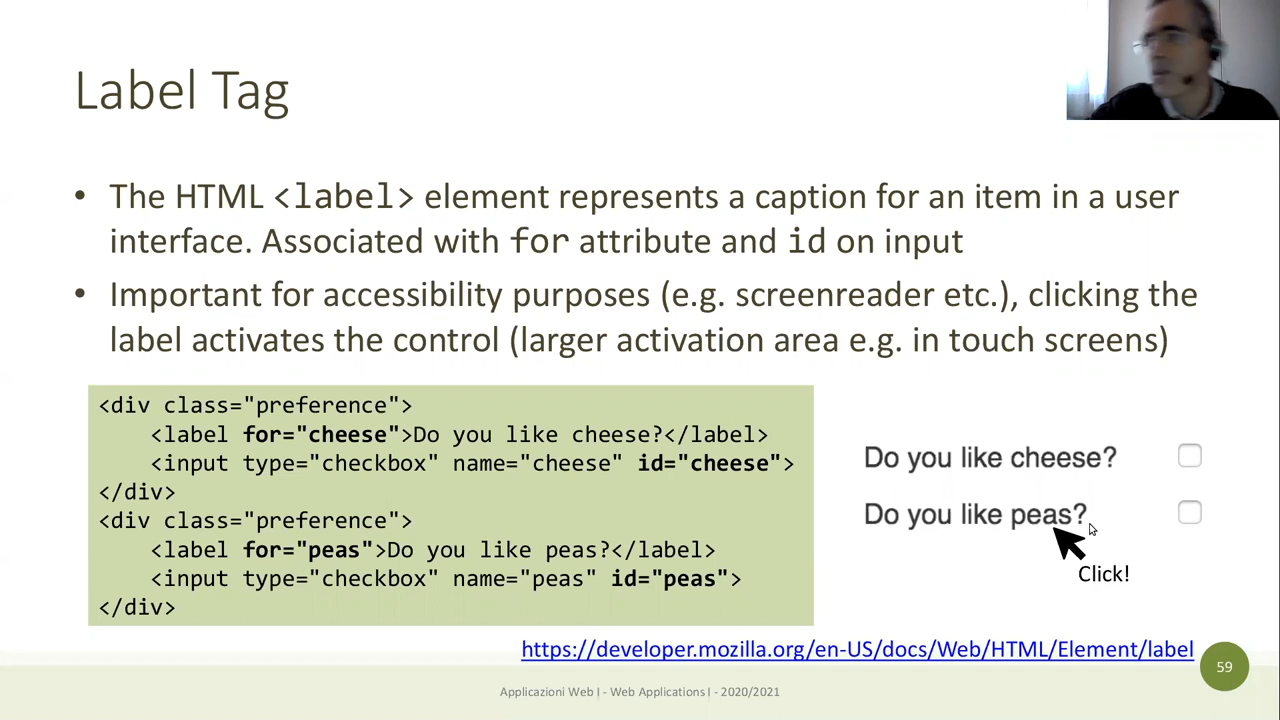 Label Tag
• The HTML <label> element represents a caption for an item in a user
interface. Associated with for attribute and id on input
• Important for accessibility purposes (e.g. screenreader etc.), clicking the
label activates the control (larger activation area e.g. in touch screens)
<div class="preference">
    <label for="cheese">Do you like cheese?</label>
    <input type="checkbox" name="cheese" id="cheese">
</div>
<div class="preference">
    <label for="peas">Do you like peas?</label>
    <input type="checkbox" name="peas" id="peas">
</div>
Do you like cheese?
Do you like peas?
Click!
https://developer.mozilla.org/en-US/docs/Web/HTML/Element/label
59
Applicazioni Web I - Web Applications I - 2020/2021